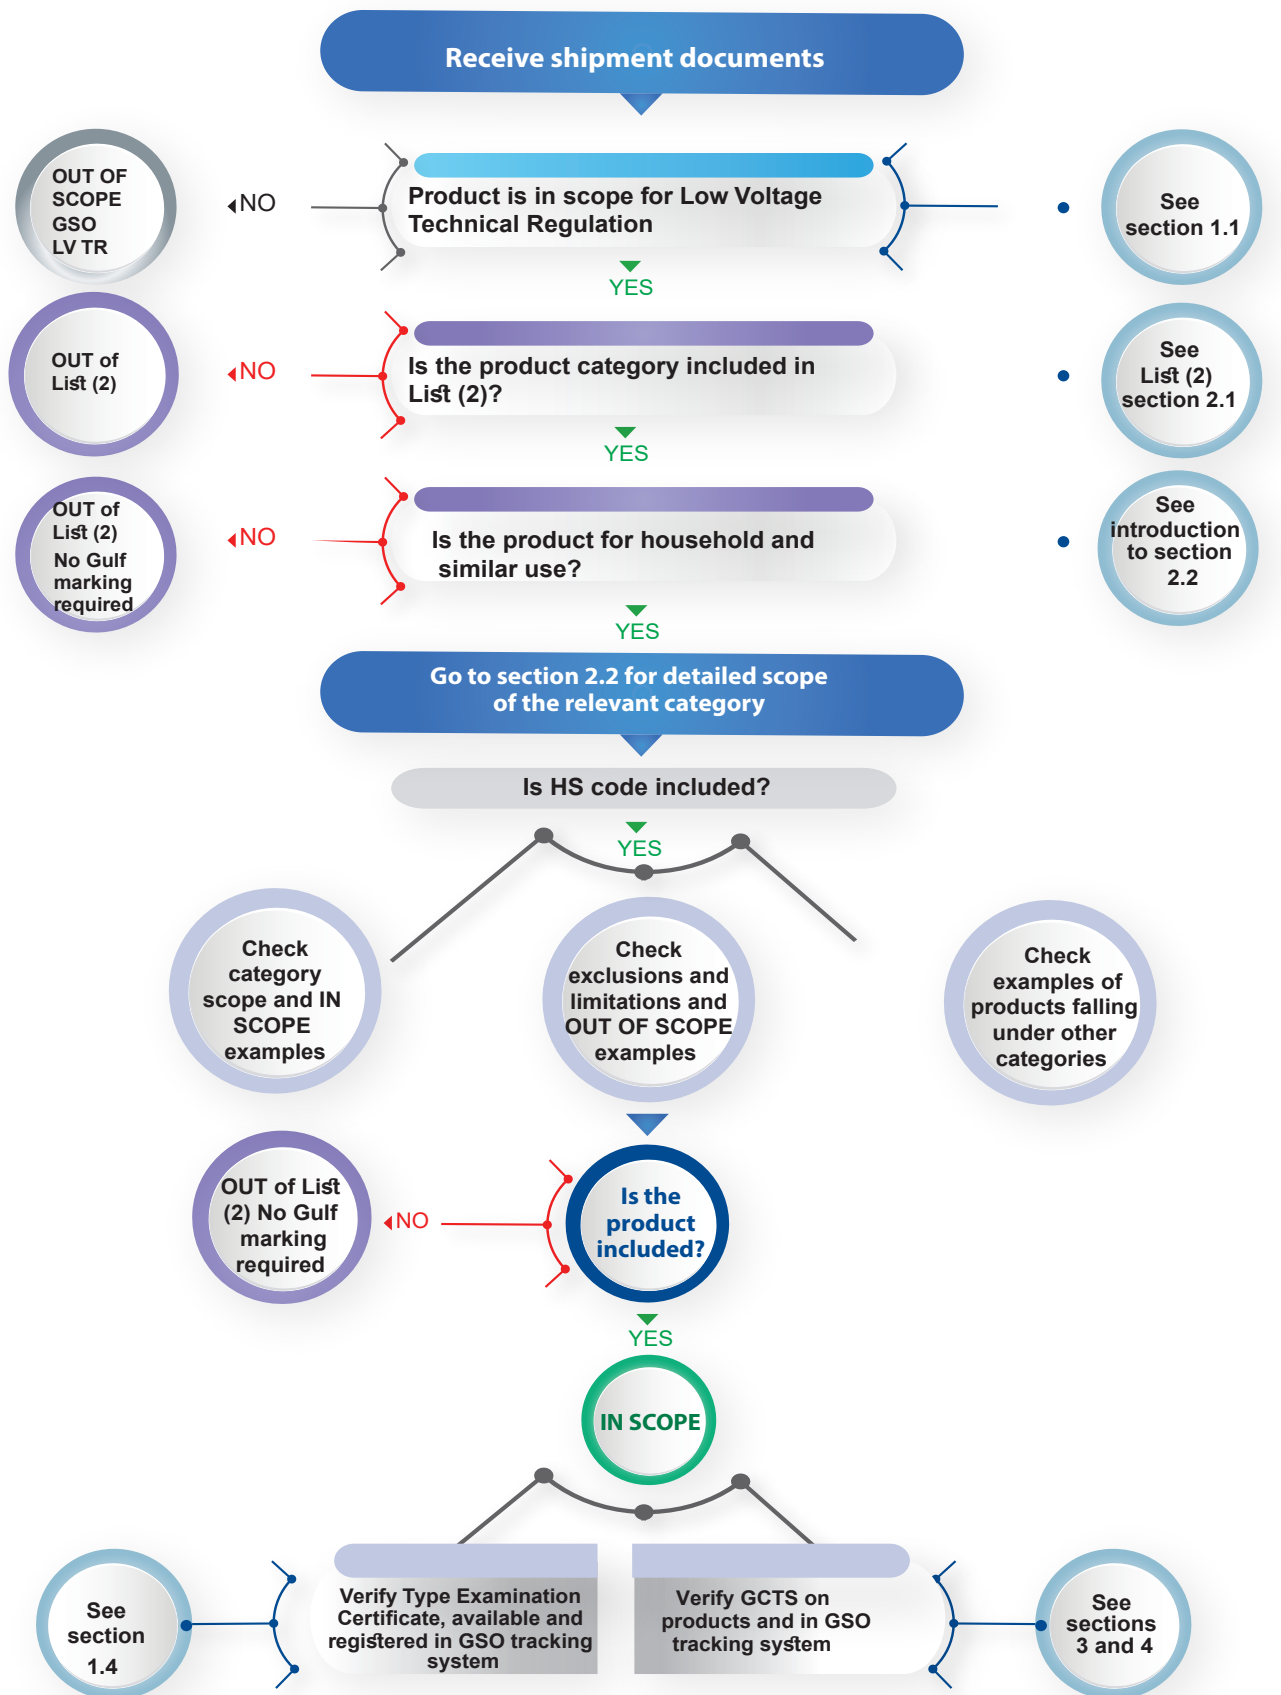 Receive shipment documents
OUT OF
SCOPE
GSO
LV TR
NO
Product is in scope for Low Voltage
Technical Regulation
See
section 1.1
YES
OUT of
List (2)
NO
Is the product category included in
List (2)?
See
List (2)
section 2.1
YES
OUT of
List (2)
No Gulf
marking
required
NO
Is the product for household and
similar use?
See
introduction
to section
2.2
YES
Go to section 2.2 for detailed scope
of the relevant category
Is HS code included?
YES
Check
category
scope and IN
SCOPE
examples
Check
exclusions and
limitations and
OUT OF SCOPE
examples
Check
examples of
products falling
under other
categories
OUT of List
(2) No Gulf
marking
required
NO
Is the
product
included?
YES
IN SCOPE
See
section
1.4
Verify Type Examination
Certificate, available and
registered in GSO tracking
system
Verify GCTS on
products and in GSO
tracking system
See
sections
3 and 4